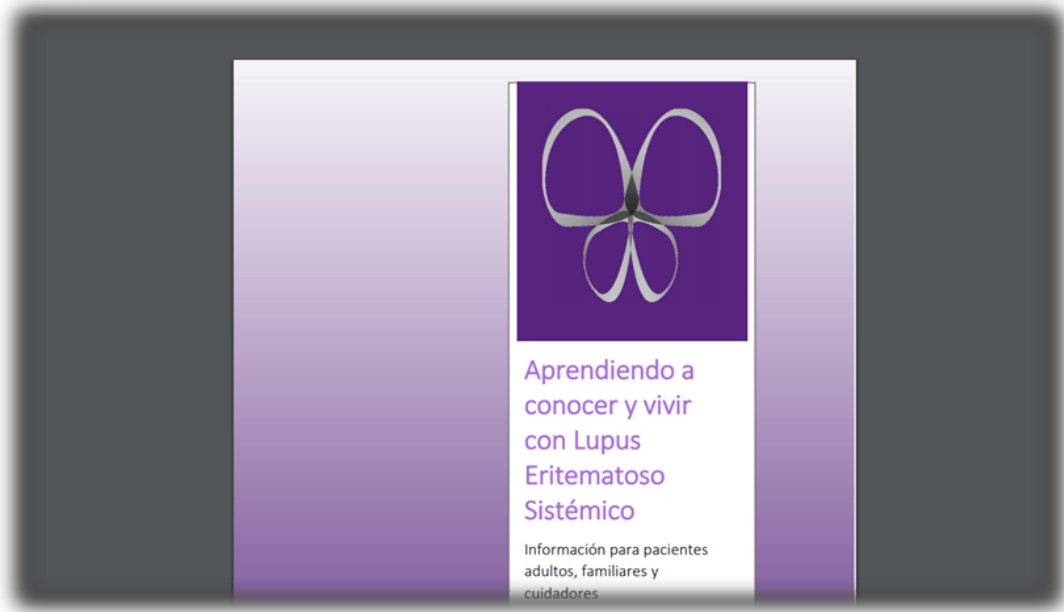 Aprendiendo a
conocer y vivir
con Lupus
Eritematoso
Sistémico
Información para pacientes
adultos, familiares y
cuidadores